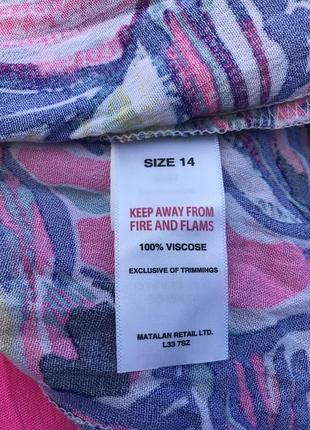 SIZE 14
KEEP AWAY FROM
FIRE AND FLAMS
100% VISCOSE
EXCLUSIVE OF TRIMMINGS
MATALAN RETAIL LTD.
L33 7SZ